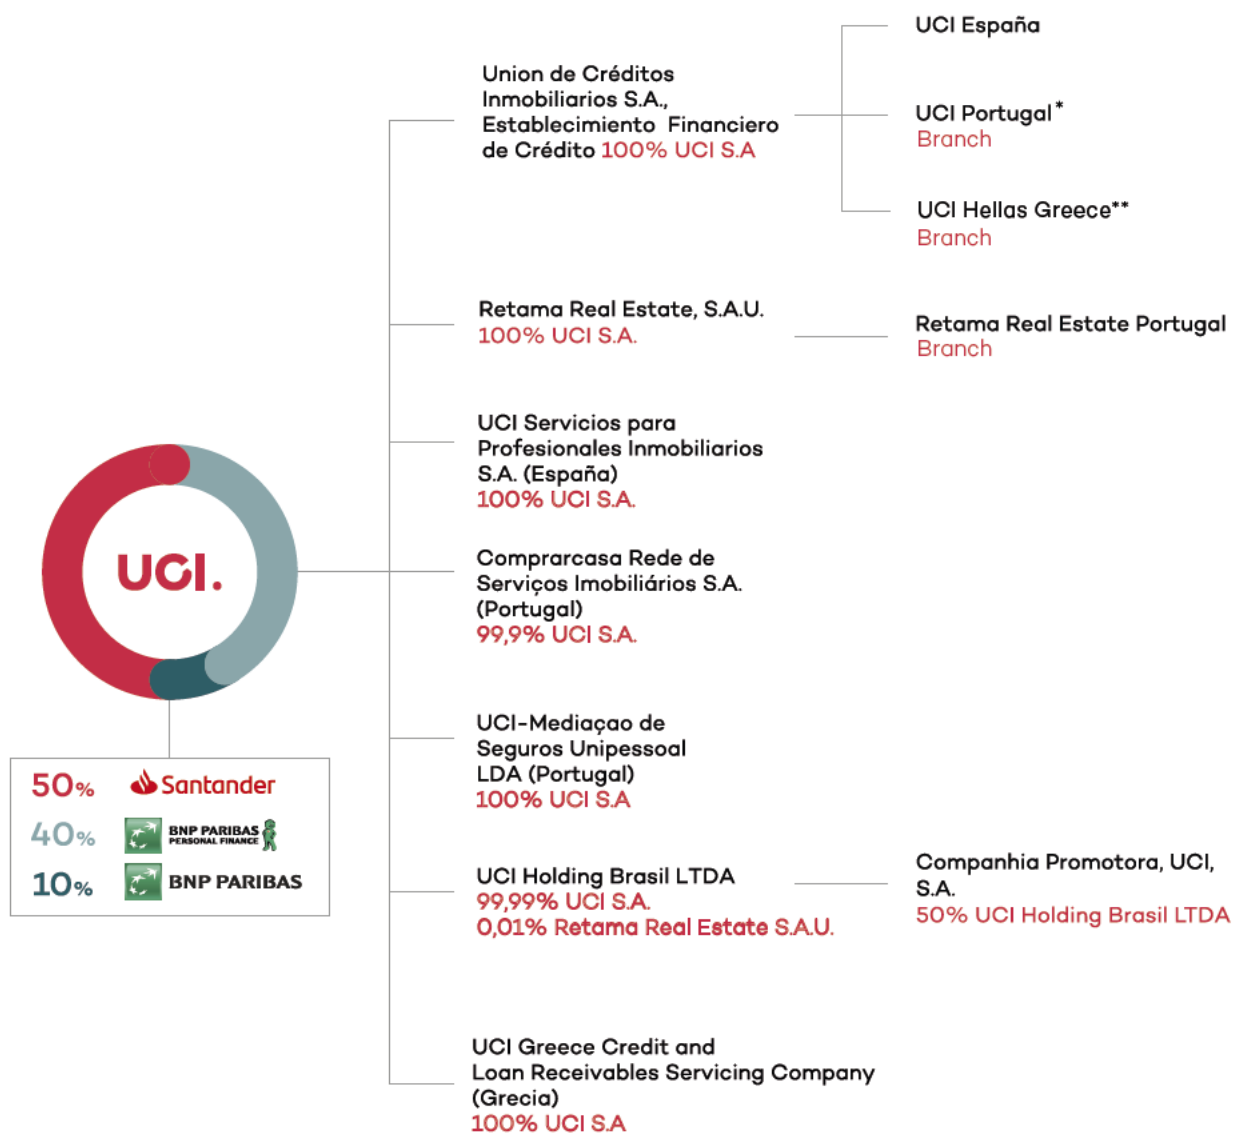 UCI España
Union de Créditos
Inmobiliarios S.A.,
Establecimiento Financiero
de Crédito 100% UCI S.A
UCI Portugal*
Branch
UCI Hellas Greece**
Branch
Retama Real Estate, S.A.U.
100% UCI S.A.
Retama Real Estate Portugal
Branch
UCI Servicios para
Profesionales Inmobiliarios
S.A. (España)
100% UCI S.A.
UCI.
Comprarcasa Rede de
Serviços Imobiliários S.A.
(Portugal)
99,9% UCI S.A.
UCI-Mediaçao de
Seguros Unipessoal
LDA (Portugal)
100% UCI S.A
50% Santander
40% BNP PARIBAS
PERSONAL FINANCE
10% BNP PARIBAS
UCI Holding Brasil LTDA
99,99% UCI S.A.
0,01% Retama Real Estate S.A.U.
Companhia Promotora, UCI,
S.A.
50% UCI Holding Brasil LTDA
UCI Greece Credit and
Loan Receivables Servicing Company
(Grecia)
100% UCI S.A